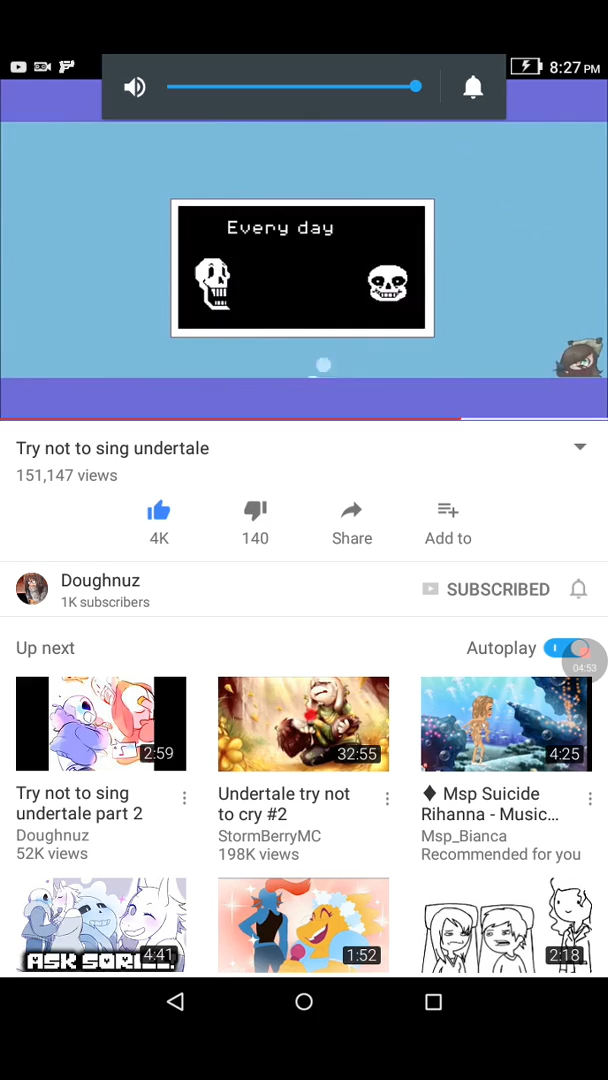 8:27 PM
Every day
Try not to sing undertale
151,147 views
4K
140
Share
Add to
Doughnuz
1K subscribers
SUBSCRIBED
Up next
Autoplay
04:53
2:59
32:55
4:25
Try not to sing
undertale part 2
Doughnuz
52K views
Undertale try not
to cry #2
StormBerryMC
198K views
♦ Msp Suicide
Rihanna - Music...
Msp_Bianca
Recommended for you
4:41
1:52
2:18